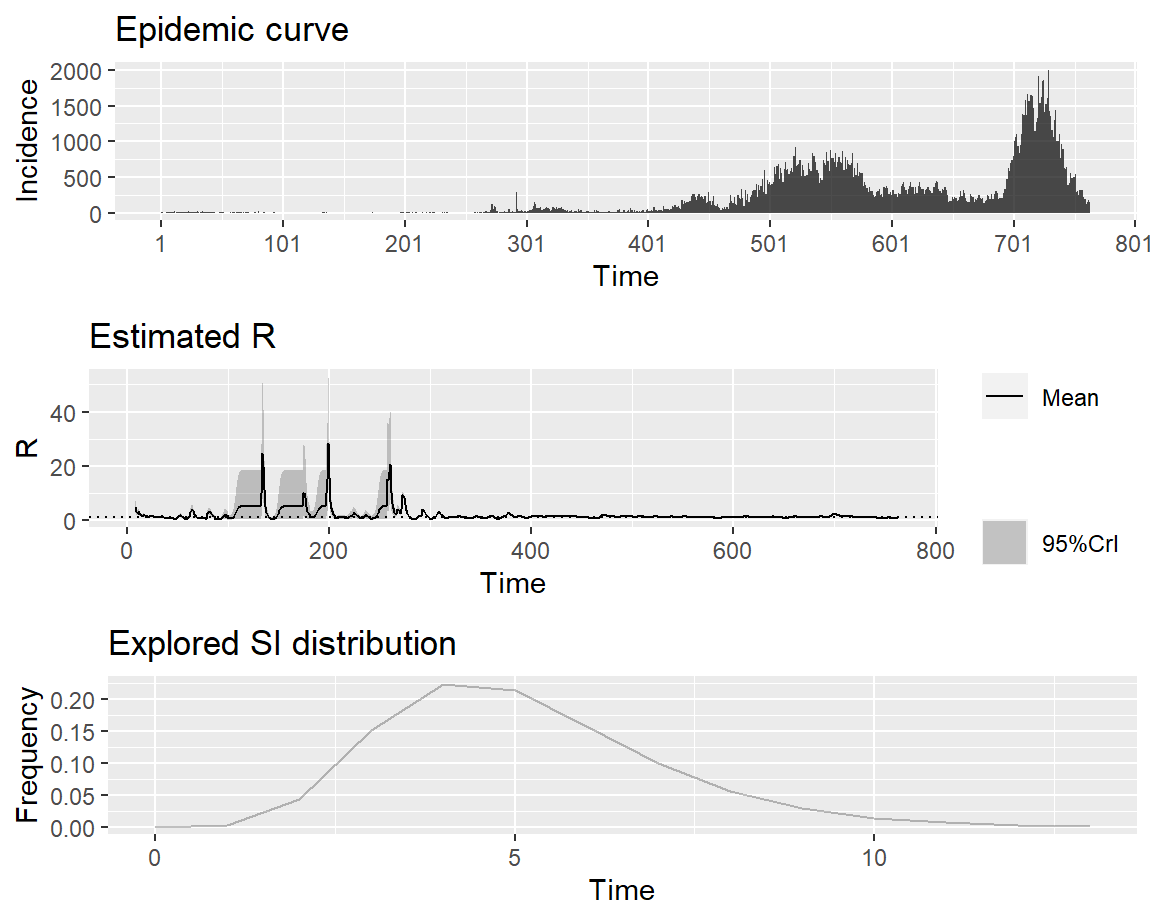 Epidemic curve
Incidence
2000
1500
1000
500
0
1 101 201 301 401 501 601 701 801
Time
Estimated R
R
40
20
0
0 200 400 600 800
Time
Mean
95%CrI
Explored SI distribution
Frequency
0.20
0.15
0.10
0.05
0.00
0 5 10
Time